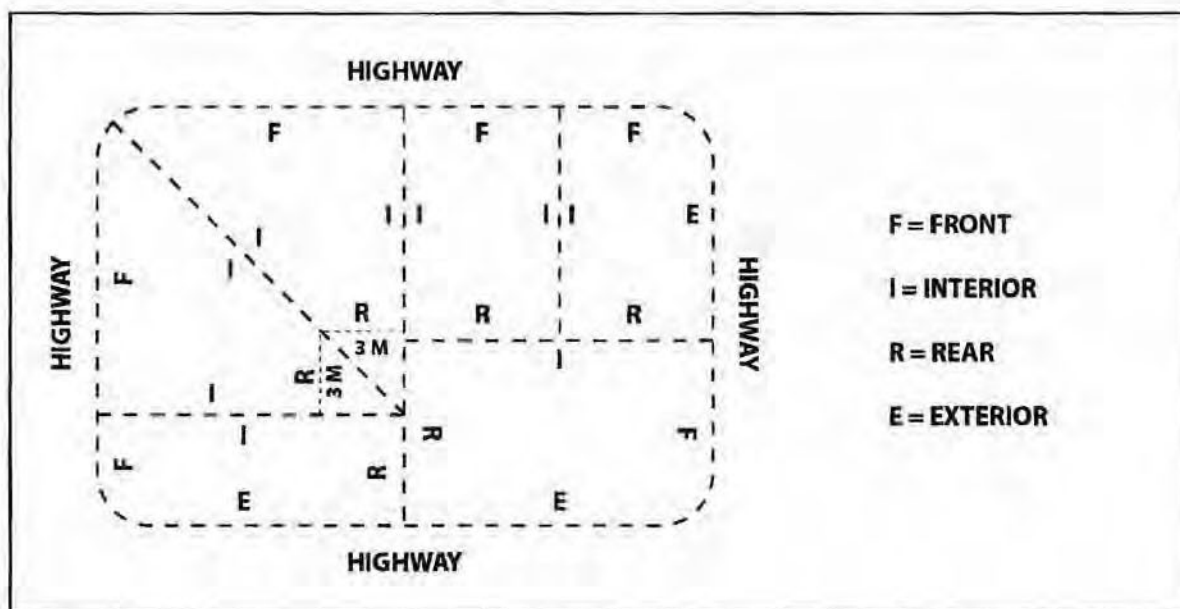 HIGHWAY
F F F
I I I I E
F = FRONT
I
I
F
HIGHWAY
HIGHWAY
I = INTERIOR
R R R
3 M
I
R
3 M
R = REAR
I
I
R
F
E = EXTERIOR
F
R
E E
HIGHWAY